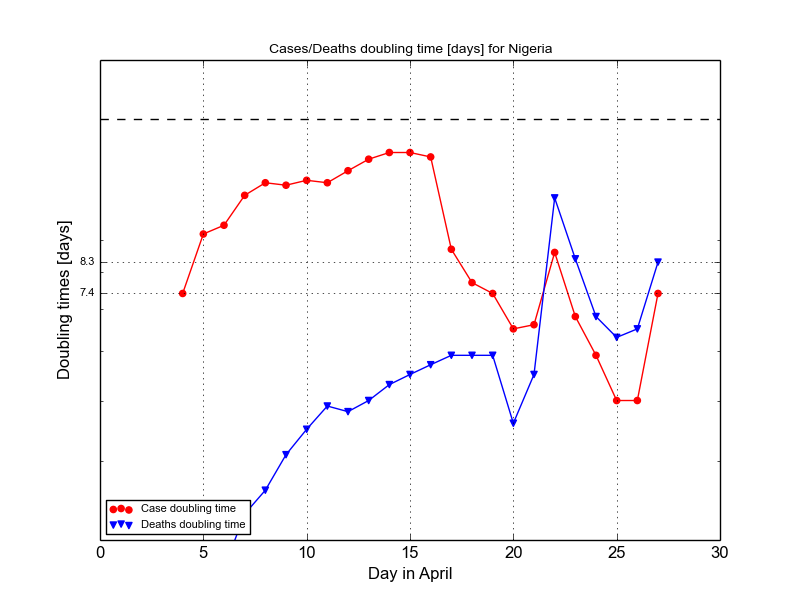 Cases/Deaths doubling time [days] for Nigeria
Doubling times [days]
8.3
7.4
Case doubling time
Deaths doubling time
0 5 10 15 20 25 30
Day in April